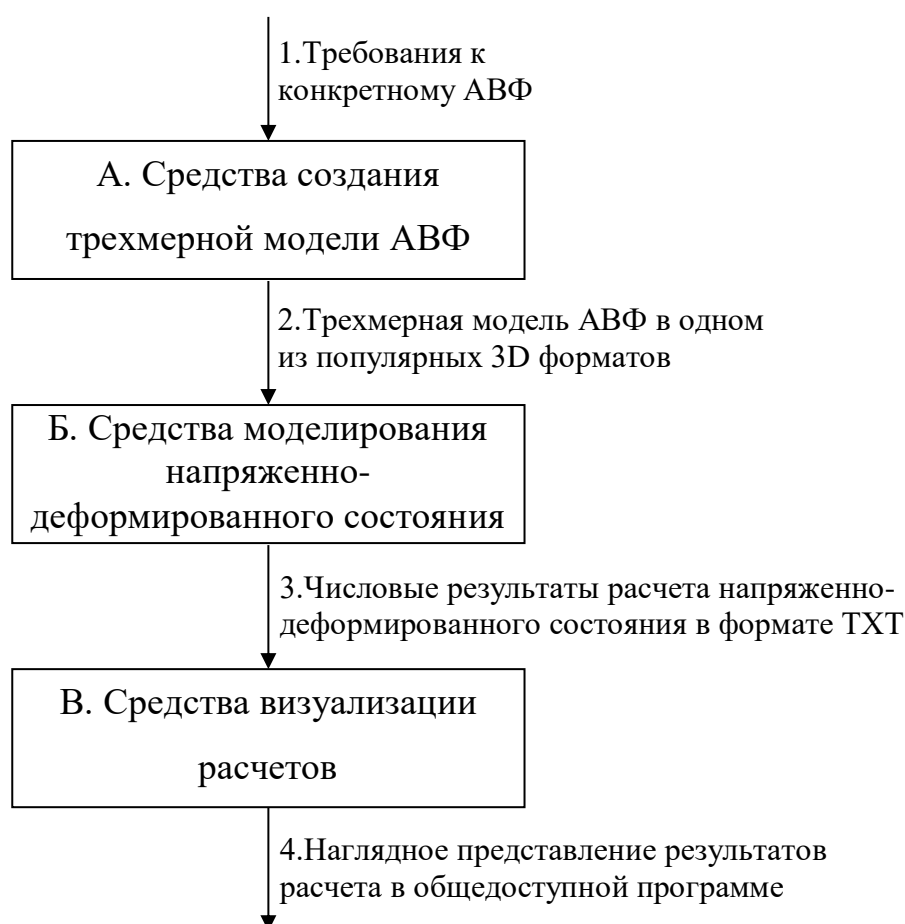 1.Требования к
конкретному АВФ
А. Средства создания
трехмерной модели АВФ
2.Трехмерная модель АВФ в одном
из популярных 3D форматов
Б. Средства моделирования
напряженно-
деформированного состояния
3.Числовые результаты расчета напряженно-
деформированного состояния в формате TXT
В. Средства визуализации
расчетов
4.Наглядное представление результатов
расчета в общедоступной программе